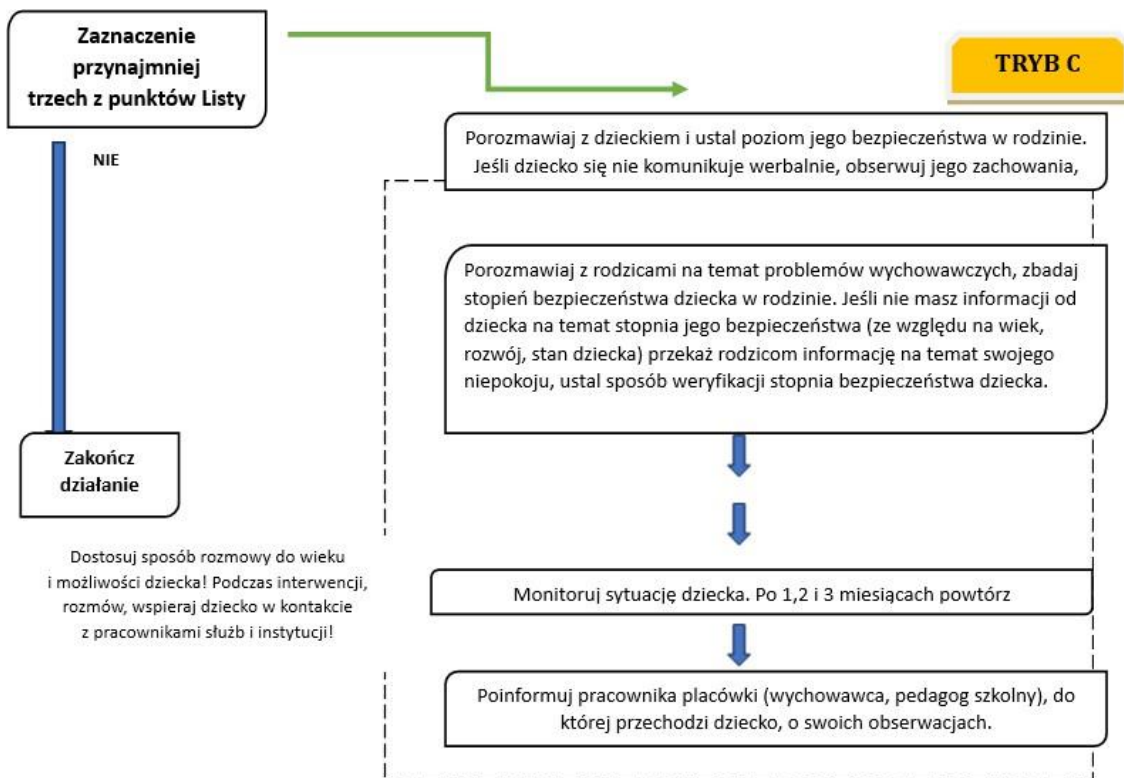 Zaznaczenie
przynajmniej
trzech z punktów Listy
TRYB C
Porozmawiaj z dzieckiem i ustal poziom jego bezpieczeństwa w rodzinie.
Jeśli dziecko się nie komunikuje werbalnie, obserwuj jego zachowania,
NIE
Porozmawiaj z rodzicami na temat problemów wychowawczych, zbadaj
stopień bezpieczeństwa dziecka w rodzinie. Jeśli nie masz informacji od
dziecka na temat stopnia jego bezpieczeństwa (ze względu na wiek,
rozwój, stan dziecka) przekaż rodzicom informację na temat swojego
niepokoju, ustal sposób weryfikacji stopnia bezpieczeństwa dziecka.
Zakończ
działanie
Dostosuj sposób rozmowy do wieku
i możliwości dziecka! Podczas interwencji,
rozmów, wspieraj dziecko w kontakcie
z pracownikami służb i instytucji!
Monitoruj sytuację dziecka. Po 1,2 i 3 miesiącach powtórz
Poinformuj pracownika placówki (wychowawca, pedagog szkolny), do
której przechodzi dziecko, o swoich obserwacjach.